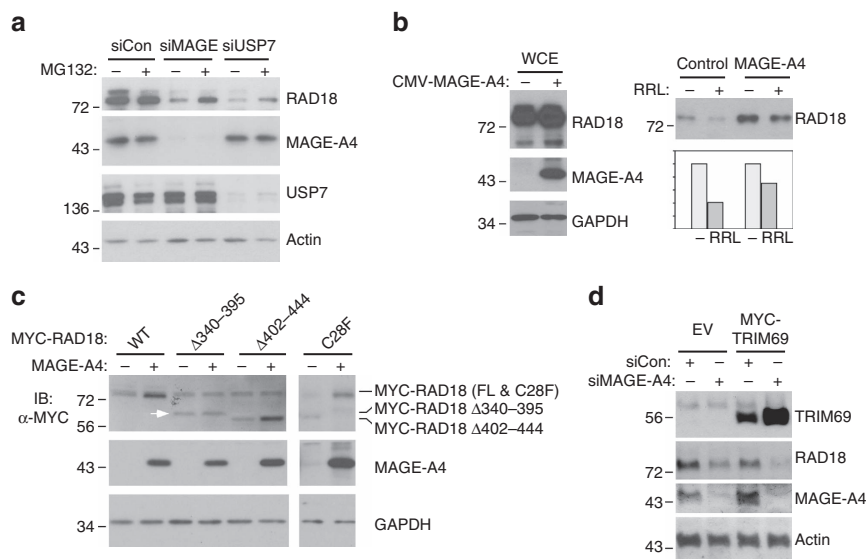 a
siCon siMAGE siUSP7
MG132: – + – + – +
72 – RAD18
43 – MAGE-A4
136 – USP7
43 – Actin
b
WCE
CMV-MAGE-A4: – +
72 – RAD18
43 – MAGE-A4
34 – GAPDH
Control MAGE-A4
RRL: – + – +
72 – RAD18
– RRL – RRL
c
MYC-RAD18: WT Δ340–395 Δ402–444 C28F
MAGE-A4: – + – + – + – +
IB:
α-MYC
72 –
56 –
MYC-RAD18 (FL & C28F)
MYC-RAD18 Δ340–395
MYC-RAD18 Δ402–444
43 – MAGE-A4
34 – GAPDH
d
EV MYC-
TRIM69
siCon: + – + –
siMAGE-A4: – + – +
56 – TRIM69
72 – RAD18
43 – MAGE-A4
43 – Actin